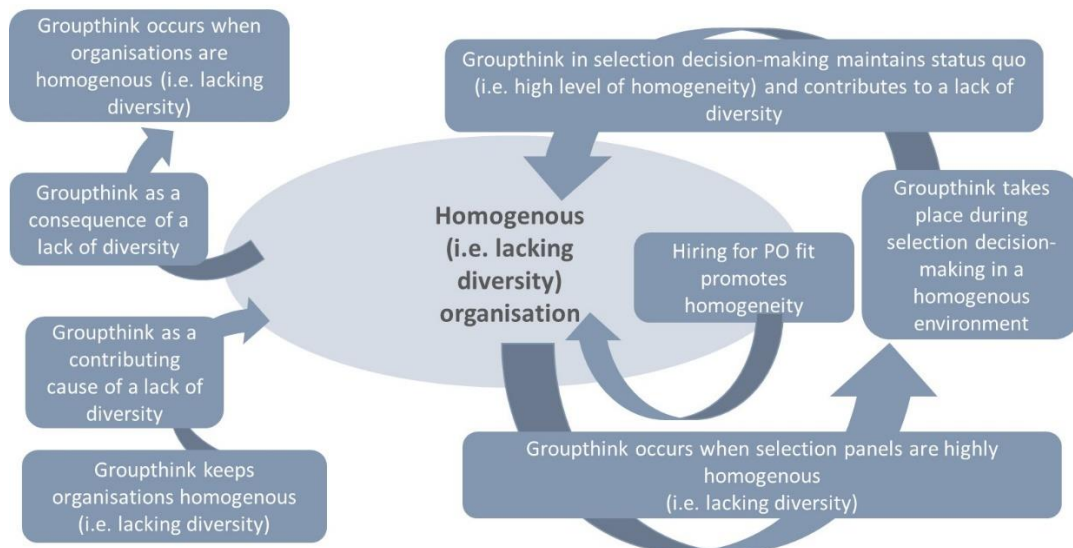 Groupthink occurs when
organisations are
homogenous (i.e. lacking
diversity)
Groupthink as a
consequence of a
lack of diversity
Groupthink as a
contributing
cause of a lack of
diversity
Groupthink keeps
organisations homogenous
(i.e. lacking diversity)
Homogenous
(i.e. lacking
diversity)
organisation
Groupthink in selection decision-making maintains status quo
(i.e. high level of homogeneity) and contributes to a lack of
diversity
Hiring for PO fit
promotes
homogeneity
Groupthink takes
place during
selection decision-
making in a
homogenous
environment
Groupthink occurs when selection panels are highly
homogenous
(i.e. lacking diversity)